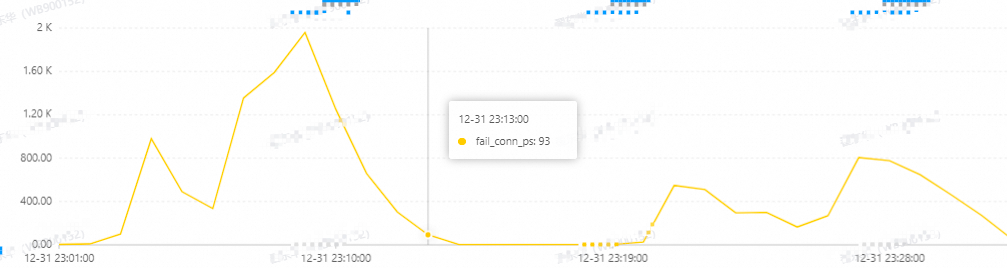 2 K
1.60 K
1.20 K
800.00
400.00
0.00
12-31 23:13:00
fail_conn_ps: 93
12-31 23:01:00
12-31 23:10:00
12-31 23:19:00
12-31 23:28:00